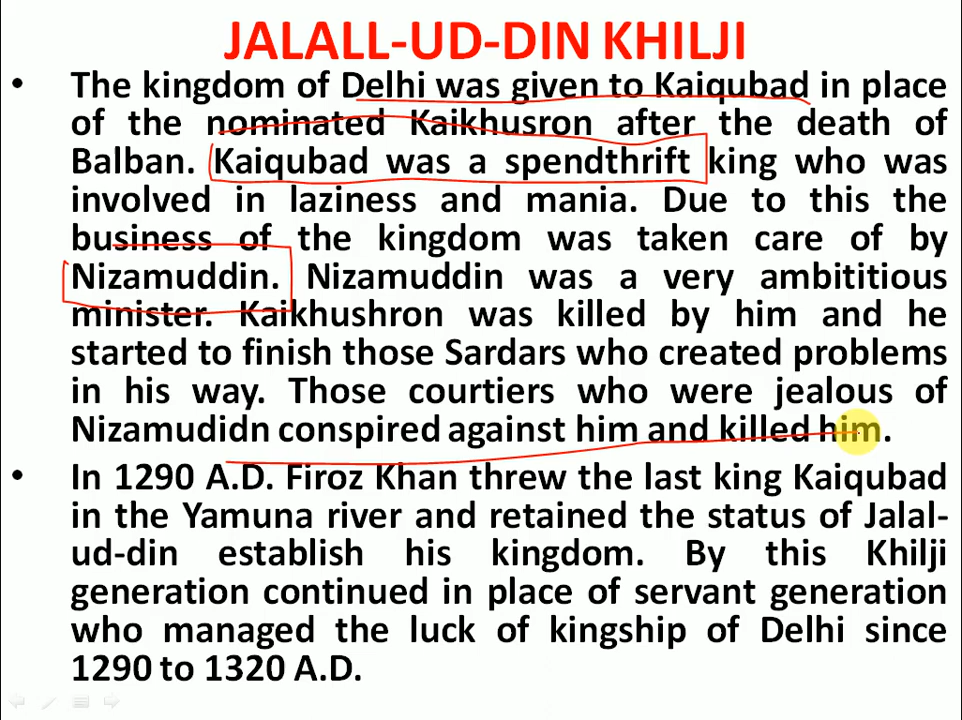 JALALL-UD-DIN KHILJI
• The kingdom of Delhi was given to Kaiqubad in place
of the nominated Kaikhusron after the death of
Balban. Kaiqubad was a spendthrift king who was
involved in laziness and mania. Due to this the
business of the kingdom was taken care of by
Nizamuddin. Nizamuddin was a very ambititious
minister. Kaikhushron was killed by him and he
started to finish those Sardars who created problems
in his way. Those courtiers who were jealous of
Nizamudidn conspired against him and killed him.
• In 1290 A.D. Firoz Khan threw the last king Kaiqubad
in the Yamuna river and retained the status of Jalal-
ud-din establish his kingdom. By this Khilji
generation continued in place of servant generation
who managed the luck of kingship of Delhi since
1290 to 1320 A.D.